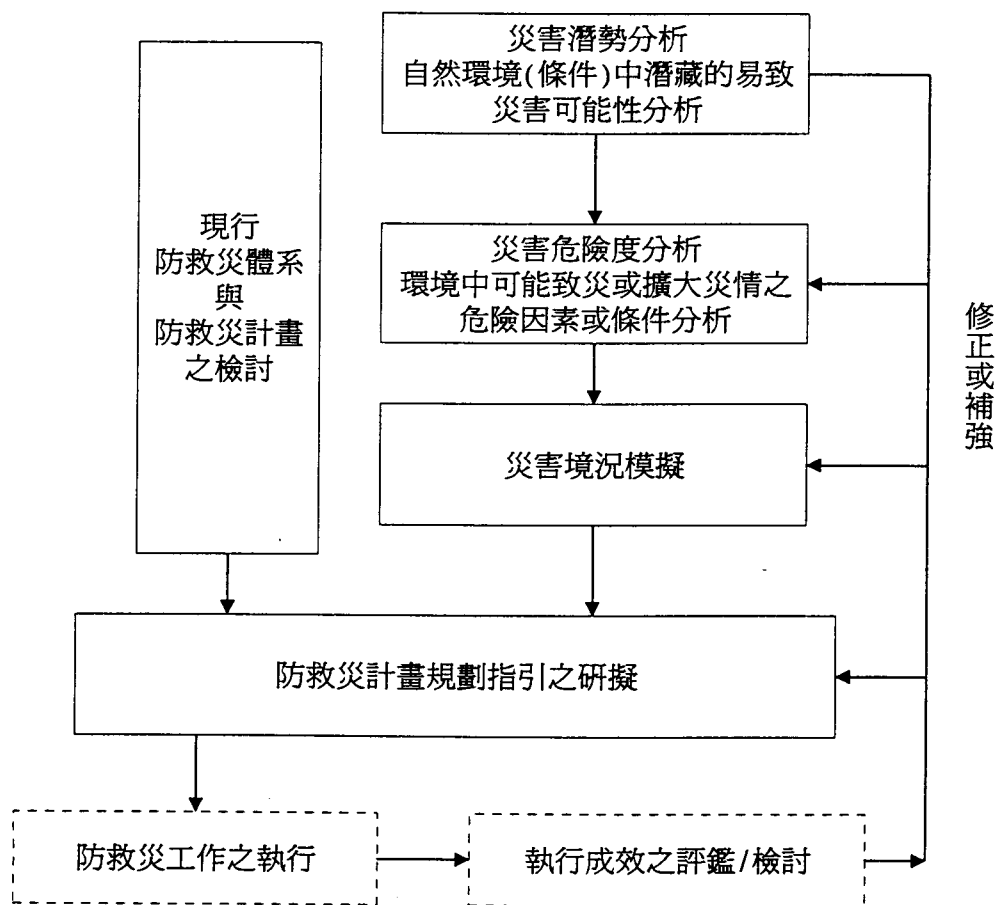 災害潛勢分析
自然環境(條件)中潛藏的易致
災害可能性分析
現行
防救災體系
與
防救災計畫
之檢討
災害危險度分析
環境中可能致災或擴大災情之
危險因素或條件分析
修正或補強
災害境況模擬
防救災計畫規劃指引之研擬
防救災工作之執行
執行成效之評鑑/檢討